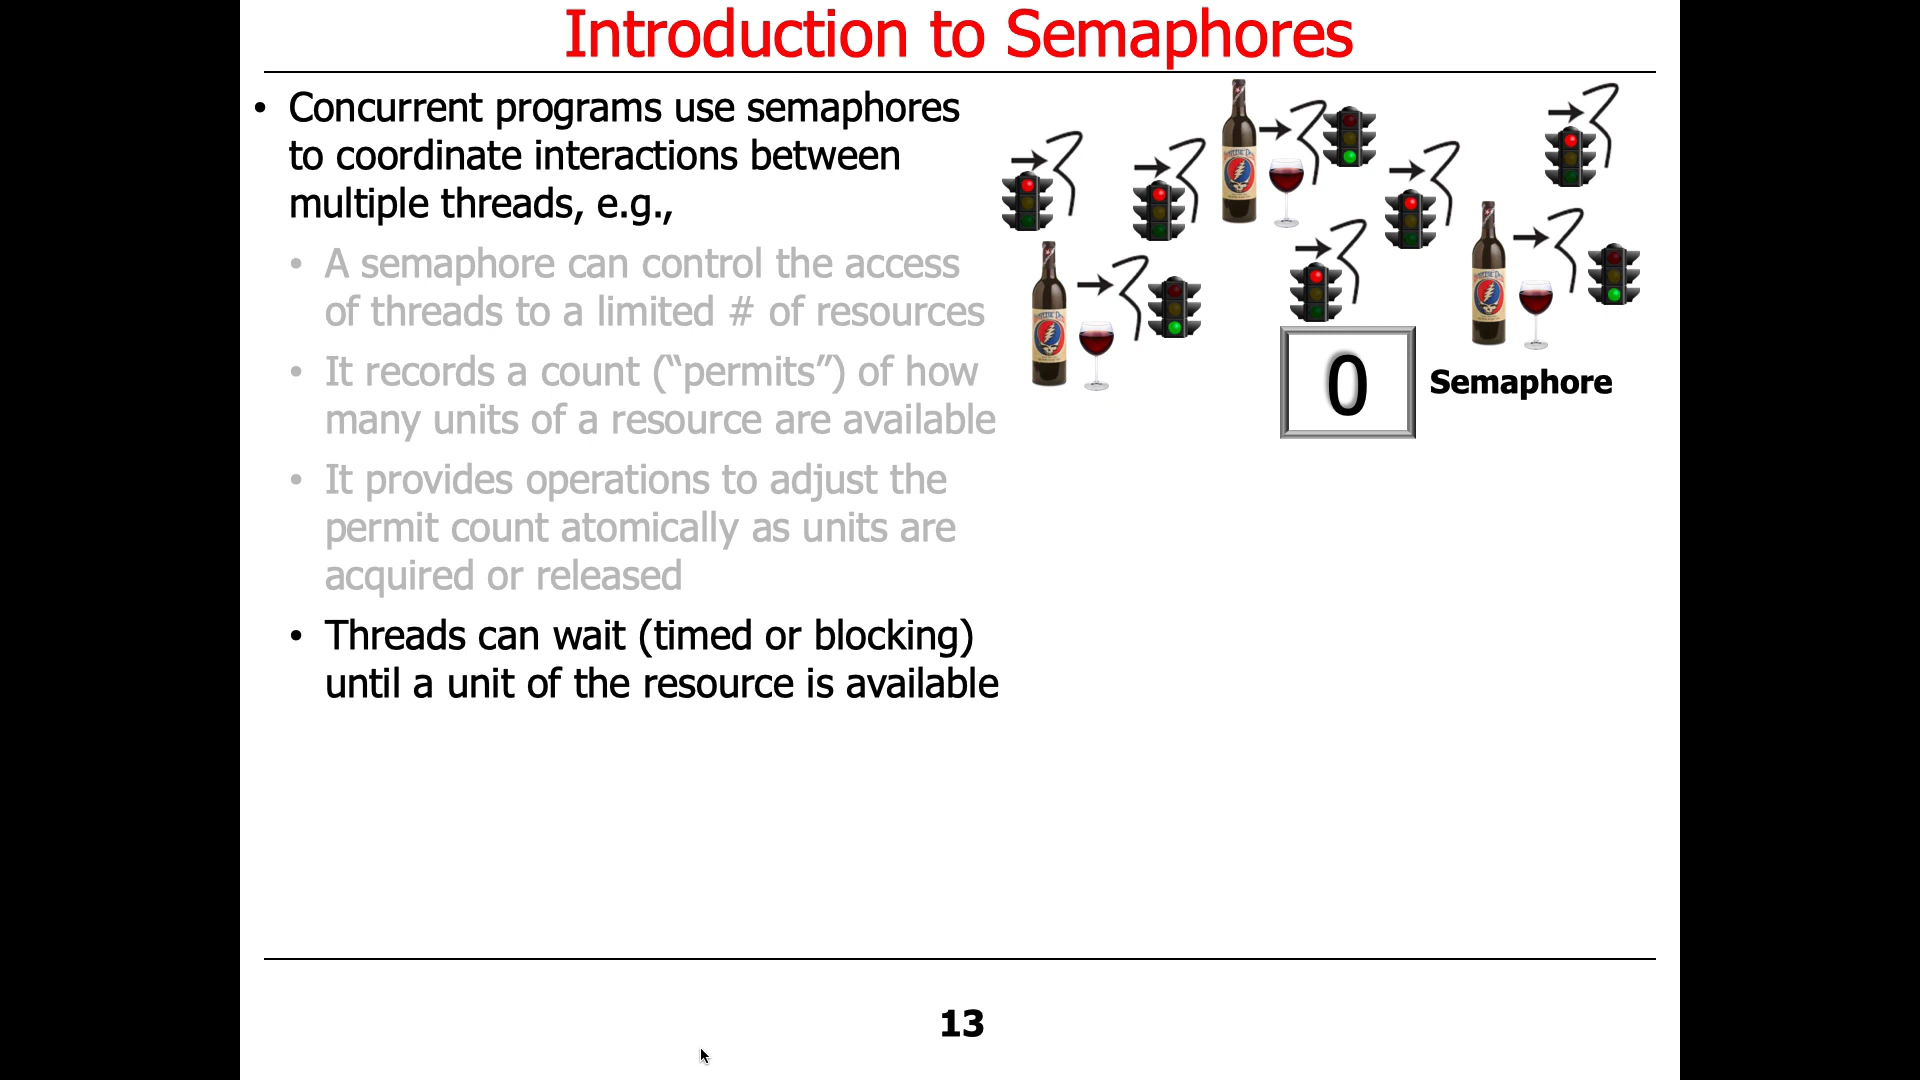 Introduction to Semaphores
• Concurrent programs use semaphores
to coordinate interactions between
multiple threads, e.g.,
• A semaphore can control the access
of threads to a limited # of resources
• It records a count (“permits”) of how
many units of a resource are available
• It provides operations to adjust the
permit count atomically as units are
acquired or released
• Threads can wait (timed or blocking)
until a unit of the resource is available
0
Semaphore
13